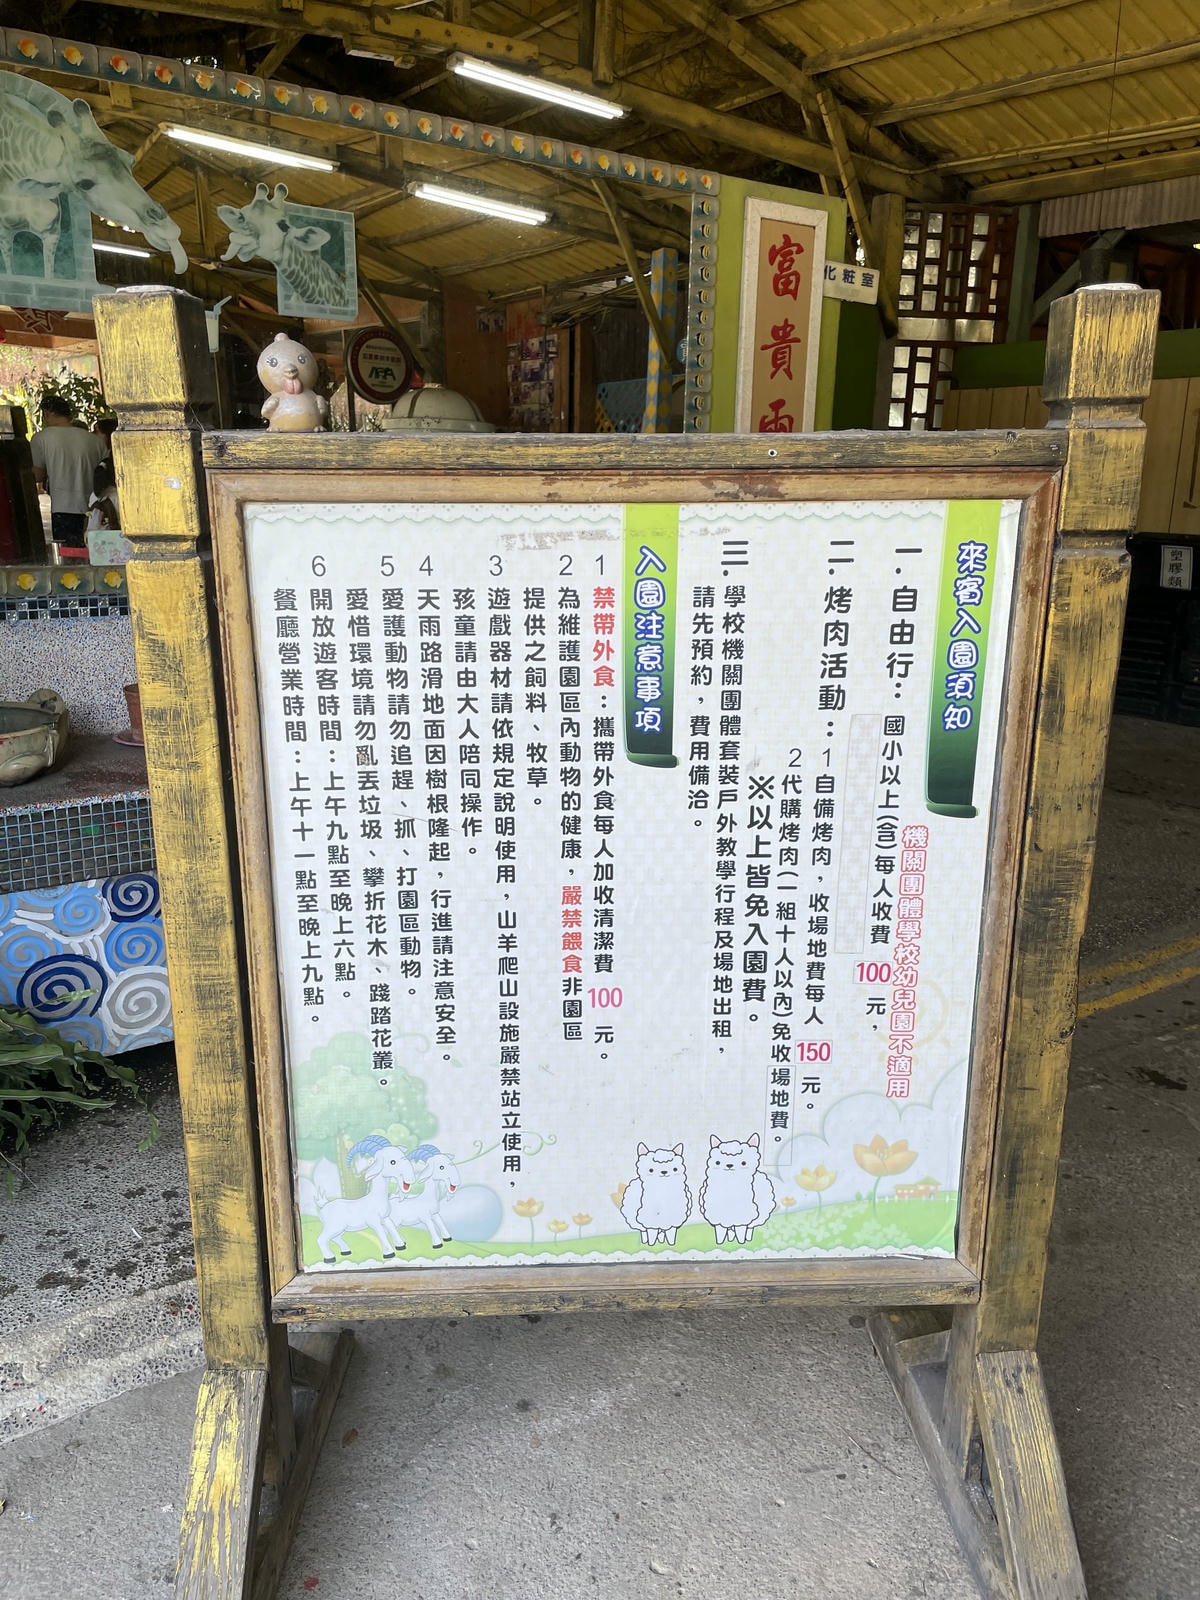 來賓入園須知
機關團體學校幼兒園不適用
一．自由行：國小以上(含)每人收費100元，
二．烤肉活動：1自備烤肉，收場地費每人150元。
2代購烤肉(一組十人以內)免收場地費。
※以上皆免入園費。
三．學校機關團體套裝戶外教學行程及場地出租，
請先預約，費用備洽。
入園注意事項
1禁帶外食：攜帶外食每人加收清潔費100元。
2為維護園區內動物的健康，嚴禁餵食非園區
提供之飼料、牧草。
3遊戲器材請依規定說明使用，山羊爬山設施嚴禁站立使用，
孩童請由大人陪同操作。
4天雨路滑地面因樹根隆起，行進請注意安全。
5愛護動物請勿追趕、抓、打園區動物。
愛惜環境請勿亂丟垃圾、攀折花木、踐踏花叢。
6開放遊客時間：上午九點至晚上六點。
餐廳營業時間：上午十一點至晚上九點。
富貴
化粧室
塑膠類